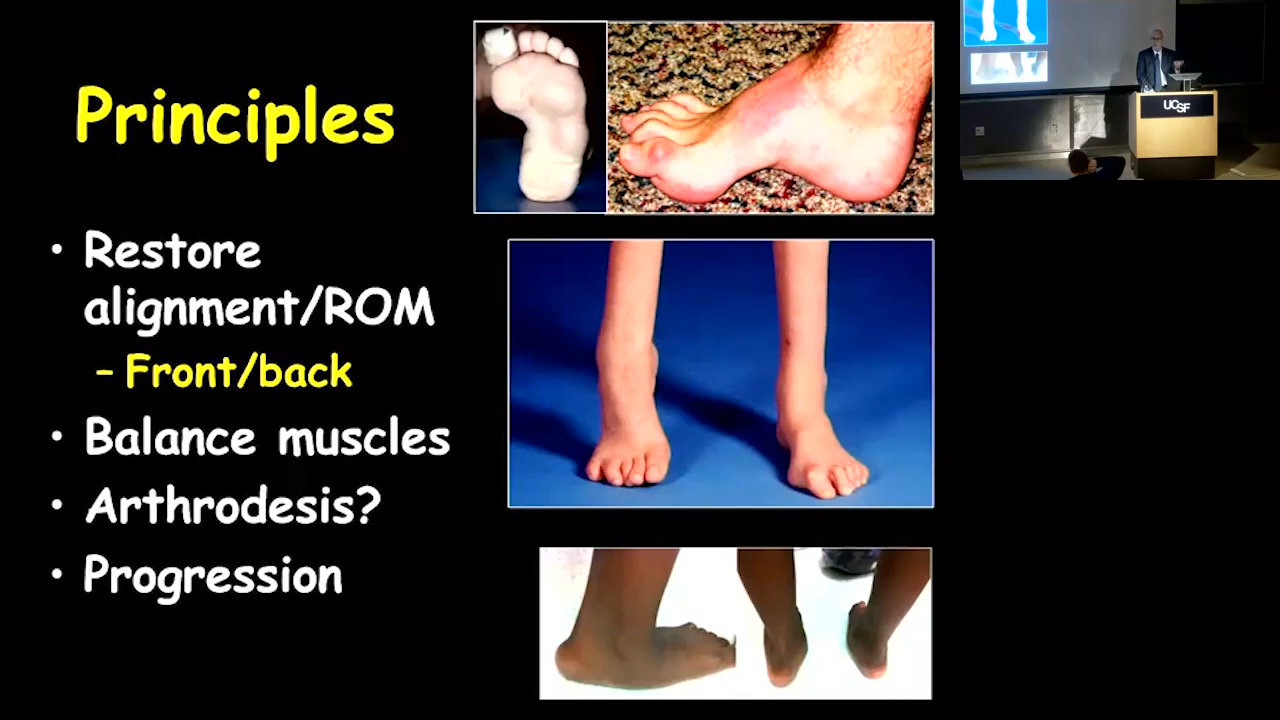 Principles
• Restore
alignment/ROM
– Front/back
• Balance muscles
• Arthrodesis?
• Progression
UCSF